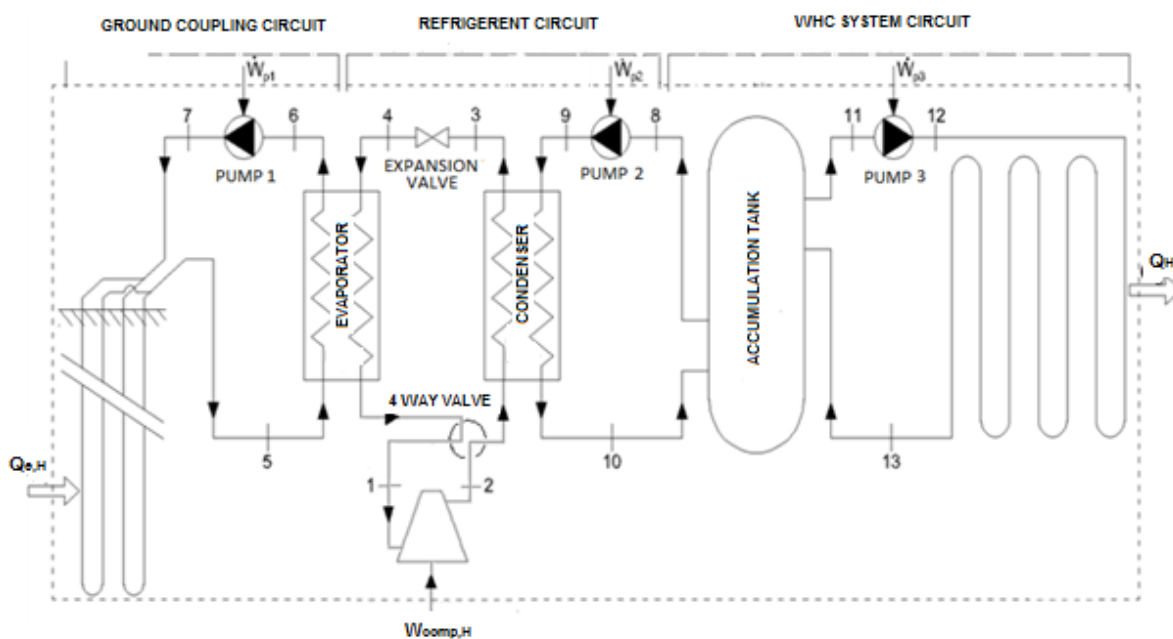 GROUND COUPLING CIRCUIT
REFRIGERENT CIRCUIT
WHC SYSTEM CIRCUIT
Ẇp1
Ẇp2
Ẇp3
7
6
4
3
9
8
11
12
PUMP 1
EXPANSION
VALVE
PUMP 2
PUMP 3
EVAPORATOR
CONDENSER
ACCUMULATION TANK
QH
4 WAY VALVE
5
10
13
Qe,H
1
2
Wcomp,H